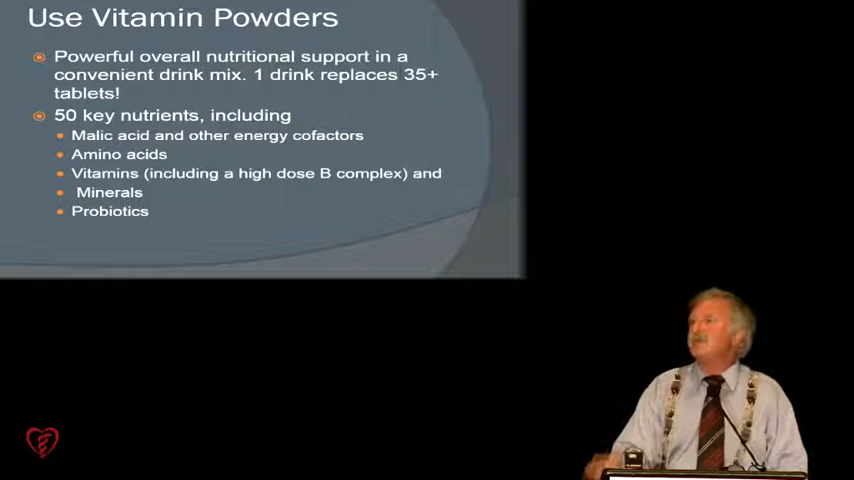 Use Vitamin Powders
Powerful overall nutritional support in a
convenient drink mix. 1 drink replaces 35+
tablets!
50 key nutrients, including
Malic acid and other energy cofactors
Amino acids
Vitamins (including a high dose B complex) and
Minerals
Probiotics